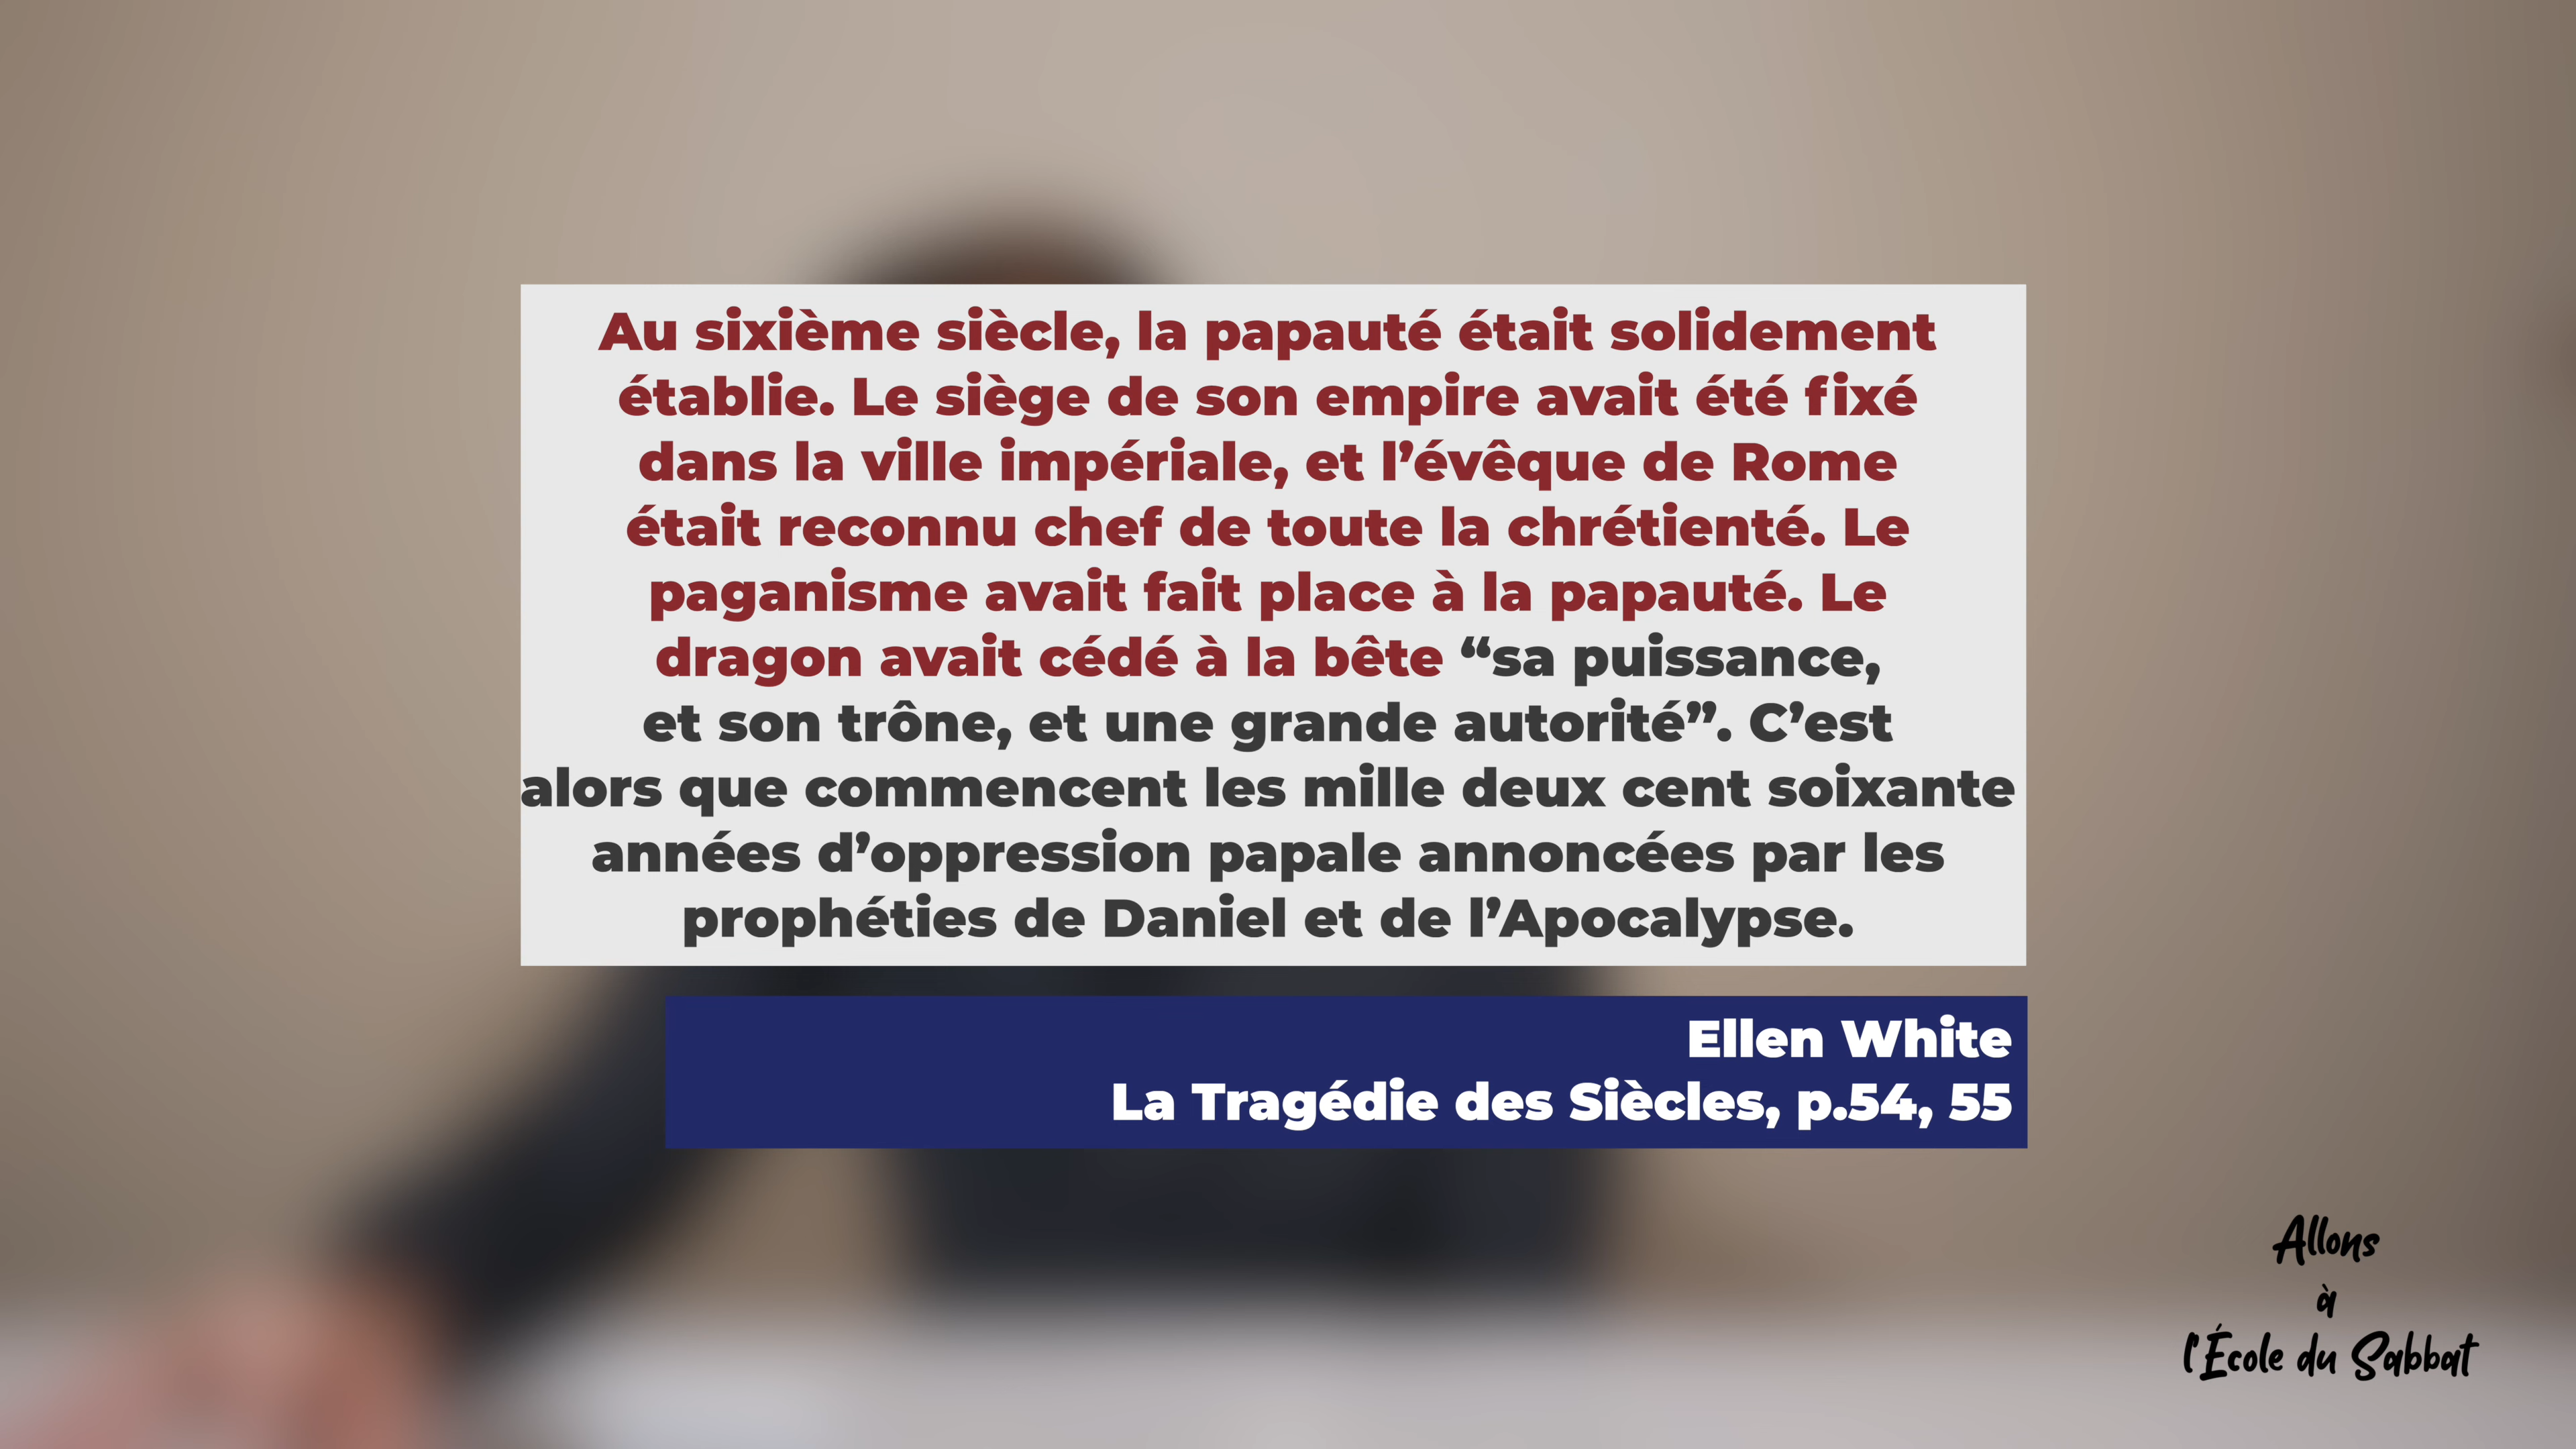 Au sixième siècle, la papauté était solidement
établie. Le siège de son empire avait été fixé
dans la ville impériale, et l’évêque de Rome
était reconnu chef de toute la chrétienté. Le
paganisme avait fait place à la papauté. Le
dragon avait cédé à la bête “sa puissance,
et son trône, et une grande autorité”. C’est
alors que commencent les mille deux cent soixante
années d’oppression papale annoncées par les
prophéties de Daniel et de l’Apocalypse.
Ellen White
La Tragédie des Siècles, p.54, 55
Allons
à
l’École du Sabbat